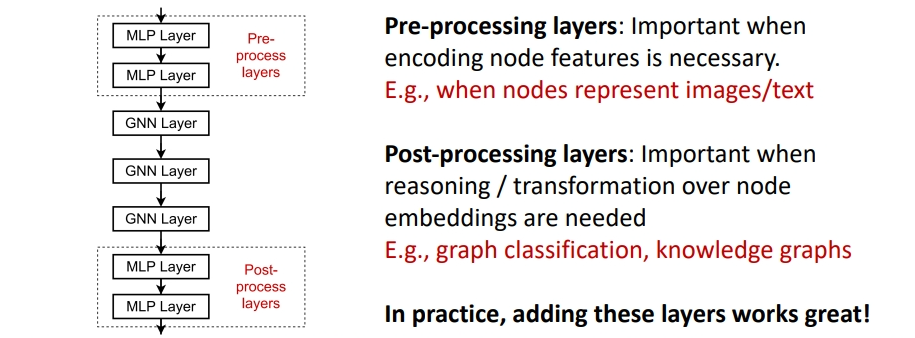 MLP Layer
MLP Layer
Pre-
process
layers
GNN Layer
GNN Layer
GNN Layer
MLP Layer
MLP Layer
Post-
process
layers
Pre-processing layers: Important when
encoding node features is necessary.
E.g., when nodes represent images/text
Post-processing layers: Important when
reasoning / transformation over node
embeddings are needed
E.g., graph classification, knowledge graphs
In practice, adding these layers works great!